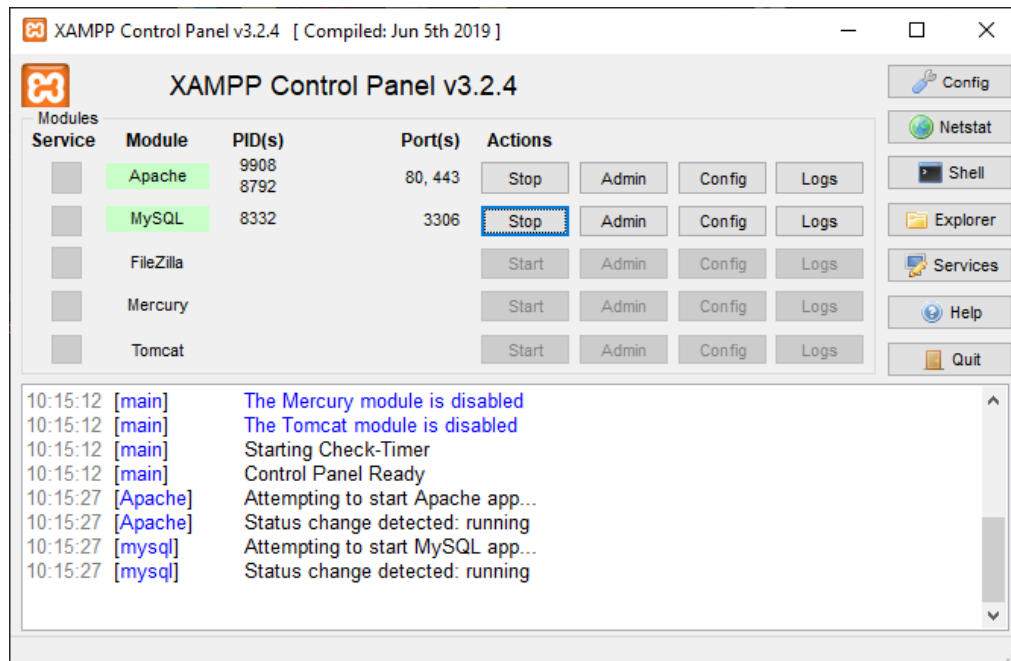 XAMPP Control Panel v3.2.4 [ Compiled: Jun 5th 2019 ]
XAMPP Control Panel v3.2.4
Config
Modules
Service Module PID(s) Port(s) Actions
Netstat
Apache 9908 8792 80, 443 Stop Admin Config Logs
Shell
MySQL 8332 3306 Stop Admin Config Logs
Explorer
FileZilla Start Admin Config Logs
Services
Mercury Start Admin Config Logs
Help
Tomcat Start Admin Config Logs
Quit
10:15:12 [main] The Mercury module is disabled
10:15:12 [main] The Tomcat module is disabled
10:15:12 [main] Starting Check-Timer
10:15:12 [main] Control Panel Ready
10:15:27 [Apache] Attempting to start Apache app...
10:15:27 [Apache] Status change detected: running
10:15:27 [mysql] Attempting to start MySQL app...
10:15:27 [mysql] Status change detected: running